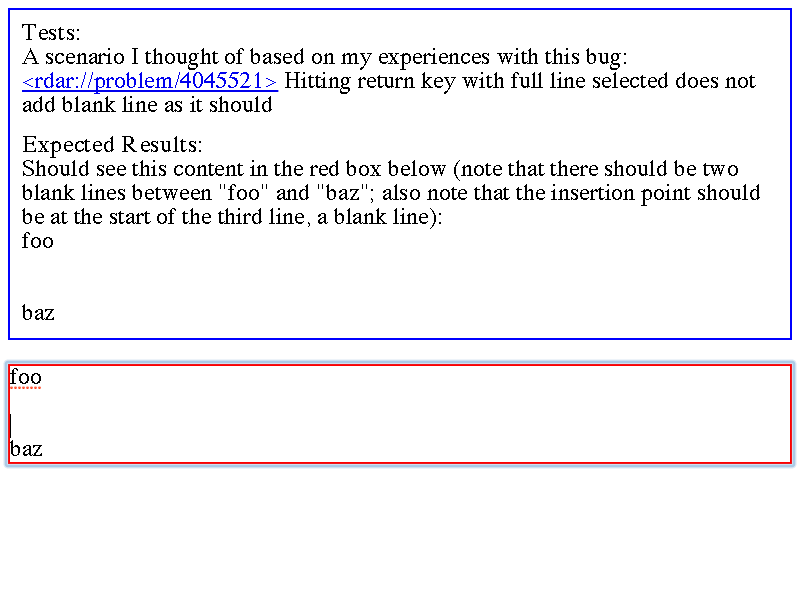 Tests:
A scenario I thought of based on my experiences with this bug:
<rdar://problem/4045521> Hitting return key with full line selected does not
add blank line as it should
Expected Results:
Should see this content in the red box below (note that there should be two
blank lines between "foo" and "baz"; also note that the insertion point should
be at the start of the third line, a blank line):
foo
baz
foo
baz